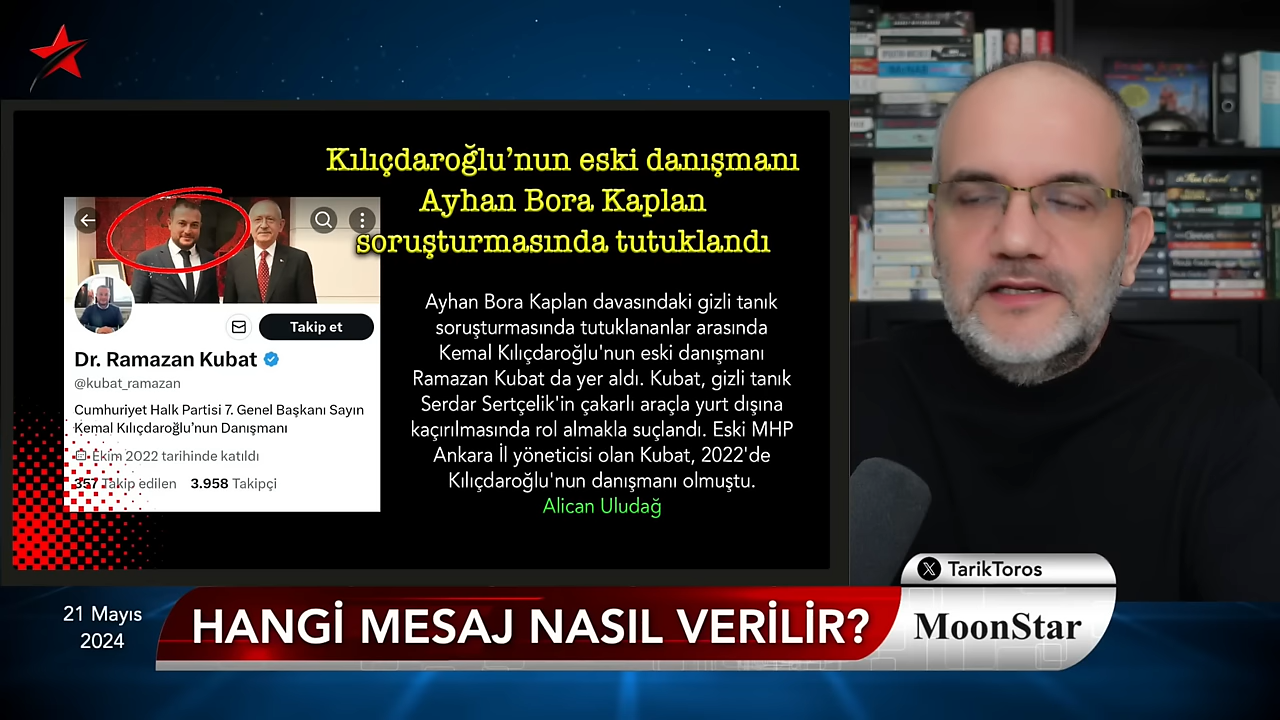 Kılıçdaroğlu'nun eski danışmanı
Ayhan Bora Kaplan
soruşturmasında tutuklandı
Takip et
Dr. Ramazan Kubat
@kubat_ramazan
Cumhuriyet Halk Partisi 7. Genel Başkanı Sayın
Kemal Kılıçdaroğlu'nun Danışmanı
Ekim 2022 tarihinde katıldı
357 Takip edilen 3.958 Takipçi
Ayhan Bora Kaplan davasındaki gizli tanık
soruşturmasında tutuklananlar arasında
Kemal Kılıçdaroğlu'nun eski danışmanı
Ramazan Kubat da yer aldı. Kubat, gizli tanık
Serdar Sertçelik'in çakarlı araçla yurt dışına
kaçırılmasında rol almakla suçlandı. Eski MHP
Ankara İl yöneticisi olan Kubat, 2022'de
Kılıçdaroğlu'nun danışmanı olmuştu.
Alican Uludağ
X TarikToros
MoonStar
21 Mayıs
2024
HANGİ MESAJ NASIL VERİLİR?